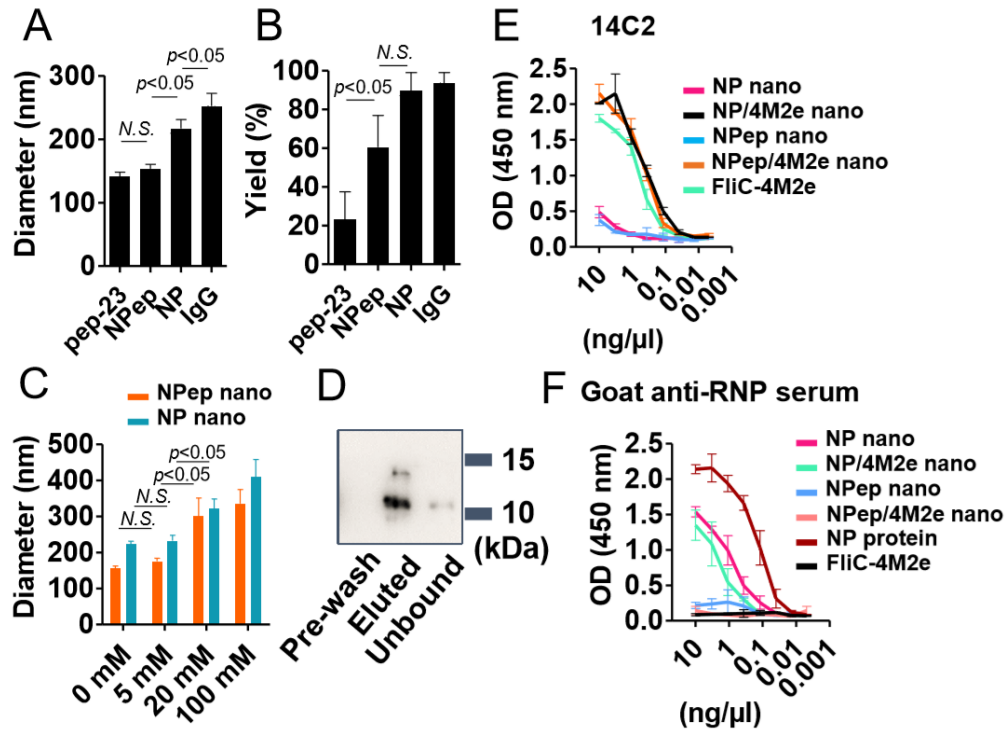 A
Diameter (nm)
300
200
100
0
N.S.
p<0.05
p<0.05
pep-23
NPep
NP
IgG
B
Yield (%)
100
80
60
40
20
0
p<0.05
N.S.
pep-23
NPep
NP
IgG
E
14C2
OD (450 nm)
2.5
2.0
1.5
1.0
0.5
0.0
10
1
0.1
0.01
0.001
(ng/μl)
NP nano
NP/4M2e nano
NPep nano
NPep/4M2e nano
FliC-4M2e
C
NPep nano
NP nano
Diameter (nm)
500
400
300
200
100
0
N.S.
N.S.
p<0.05
p<0.05
0 mM
5 mM
20 mM
100 mM
D
15
10
(kDa)
Pre-wash
Eluted
Unbound
F
Goat anti-RNP serum
OD (450 nm)
2.5
2.0
1.5
1.0
0.5
0.0
10
1
0.1
0.01
0.001
(ng/μl)
NP nano
NP/4M2e nano
NPep nano
NPep/4M2e nano
NP protein
FliC-4M2e